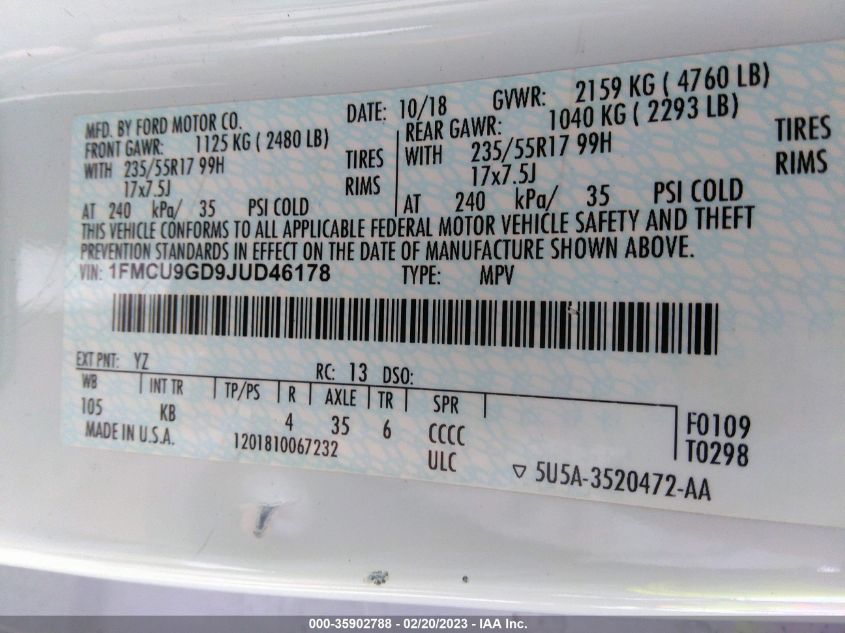 MFD. BY FORD MOTOR CO. DATE: 10/18 GVWR: 2159 KG ( 4760 LB)
FRONT GAWR: 1125 KG ( 2480 LB) REAR GAWR: 1040 KG ( 2293 LB)
WITH 235/55R17 99H TIRES WITH 235/55R17 99H TIRES
17x7.5J RIMS 17x7.5J RIMS
AT 240 kPa/ 35 PSI COLD AT 240 kPa/ 35 PSI COLD
THIS VEHICLE CONFORMS TO ALL APPLICABLE FEDERAL MOTOR VEHICLE SAFETY AND THEFT
PREVENTION STANDARDS IN EFFECT ON THE DATE OF MANUFACTURE SHOWN ABOVE.
VIN: 1FMCU9GD9JUD46178 TYPE: MPV
EXT PNT: YZ RC: 13 DSO:
WB INT TR TP/PS R AXLE TR SPR
105 KB 4 35 6 CCCC F0109
MADE IN U.S.A. 1201810067232 ULC T0298
5U5A-3520472-AA
000-35902788 - 02/20/2023 - IAA Inc.